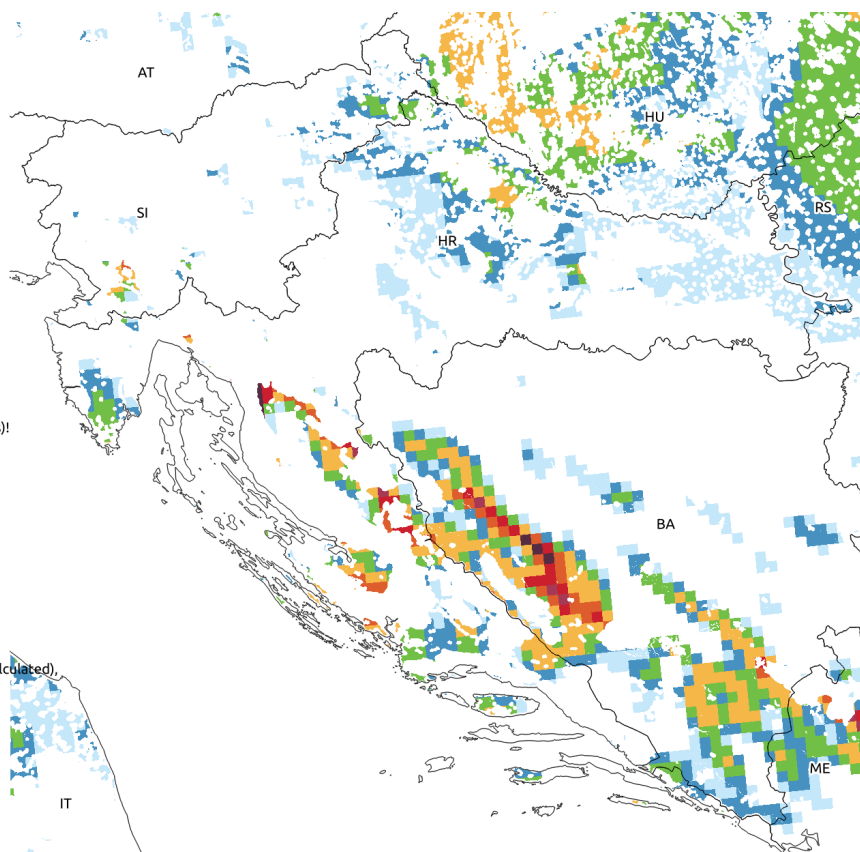 AT
HU
SI
RS
HR
)!
BA
lculated),
ME
IT